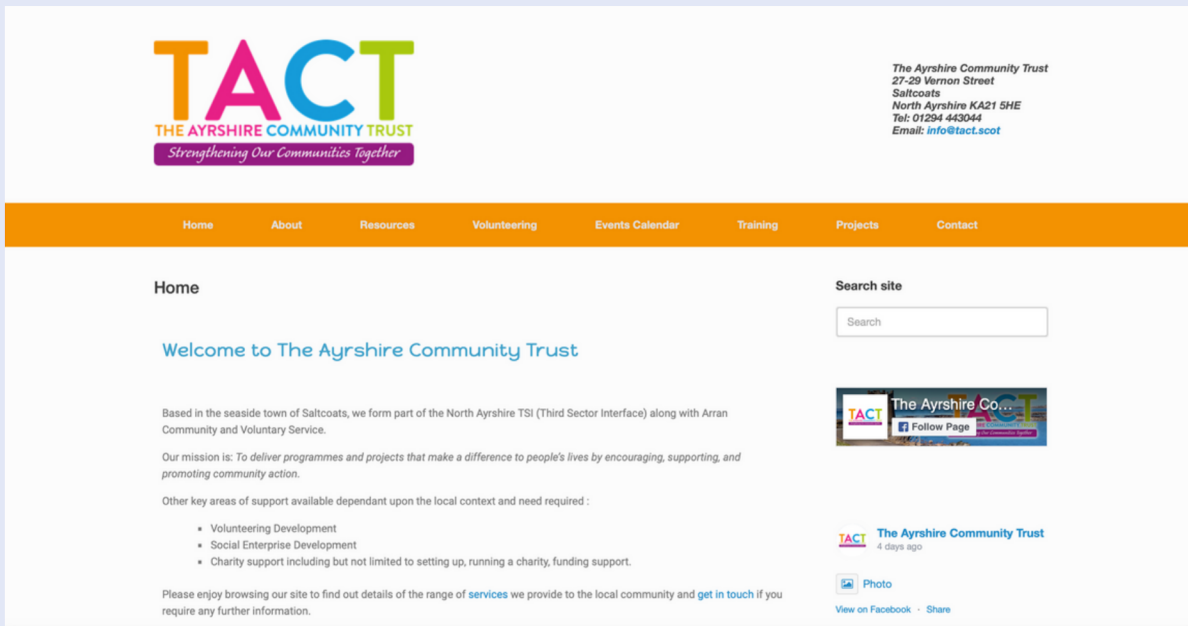 TACT
THE AYRSHIRE COMMUNITY TRUST
Strengthening Our Communities Together
The Ayrshire Community Trust
27-29 Vernon Street
Saltcoats
North Ayrshire KA21 5HE
Tel: 01294 443044
Email: info@tact.scot
Home About Resources Volunteering Events Calendar Training Projects Contact
Home
Welcome to The Ayrshire Community Trust
Based in the seaside town of Saltcoats, we form part of the North Ayrshire TSI (Third Sector Interface) along with Arran
Community and Voluntary Service.
Our mission is: To deliver programmes and projects that make a difference to people's lives by encouraging, supporting, and
promoting community action.
Other key areas of support available dependant upon the local context and need required :
Volunteering Development
Social Enterprise Development
Charity support including but not limited to setting up, running a charity, funding support.
Please enjoy browsing our site to find out details of the range of services we provide to the local community and get in touch if you
require any further information.
Search site
Search
TACT
The Ayrshire Co...
Follow Page
TACT
The Ayrshire Community Trust
4 days ago
Photo
View on Facebook · Share